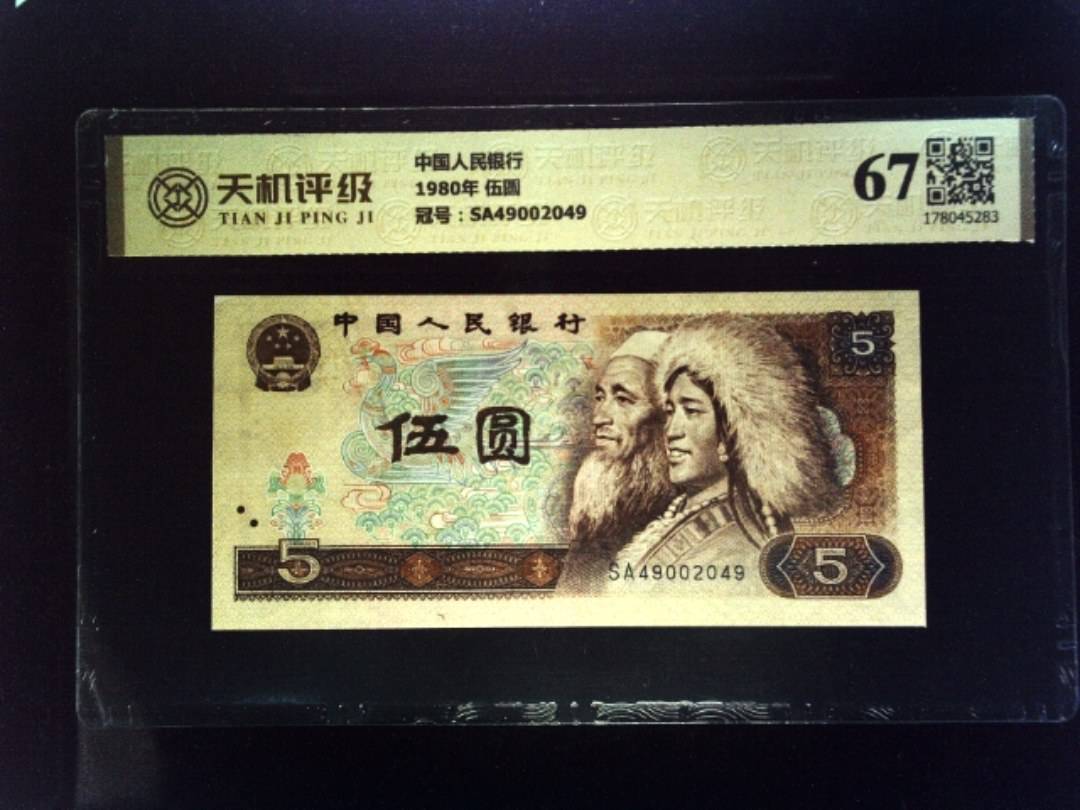 天机评级
TIAN JI PING JI
中国人民银行
1980年 伍圆
冠号：SA49002049
67
178045283
中国人民银行
5
伍圆
5
SA49002049
5